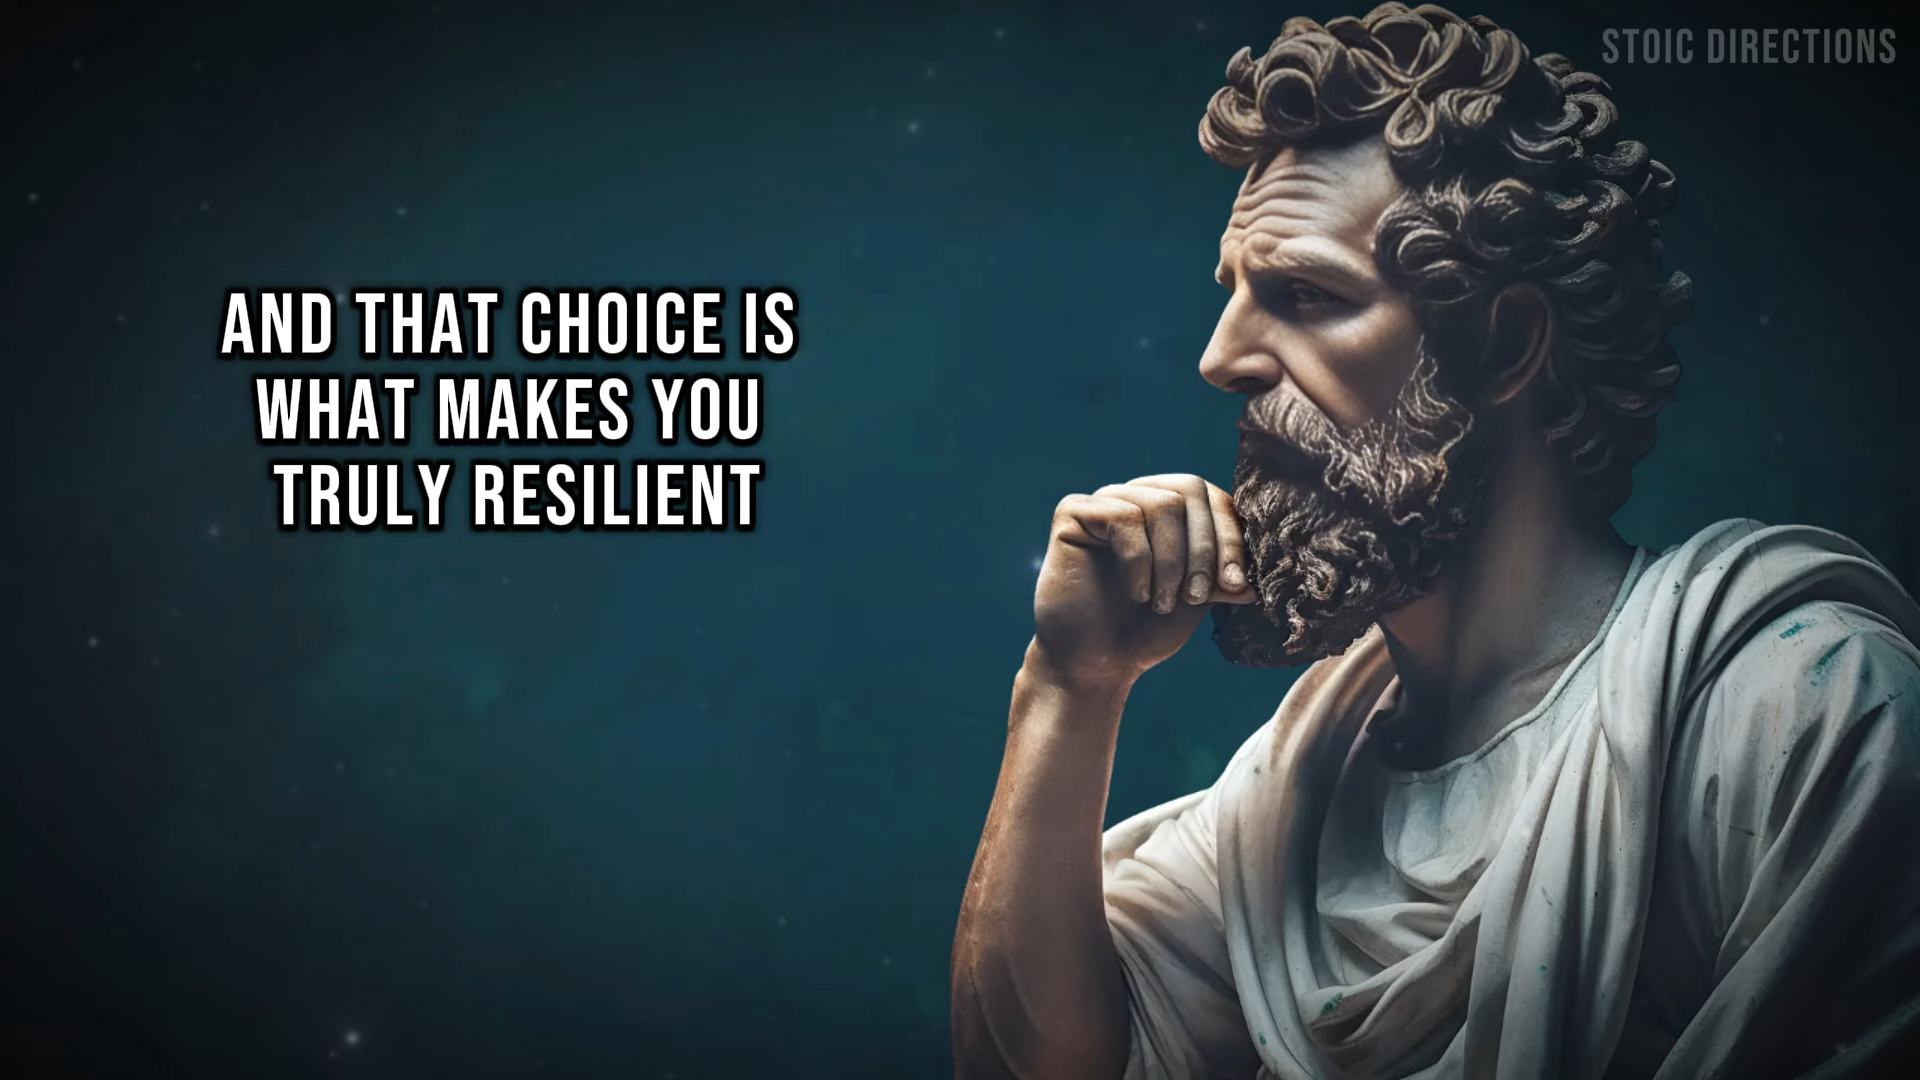 STOIC DIRECTIONS
AND THAT CHOICE IS
WHAT MAKES YOU
TRULY RESILIENT